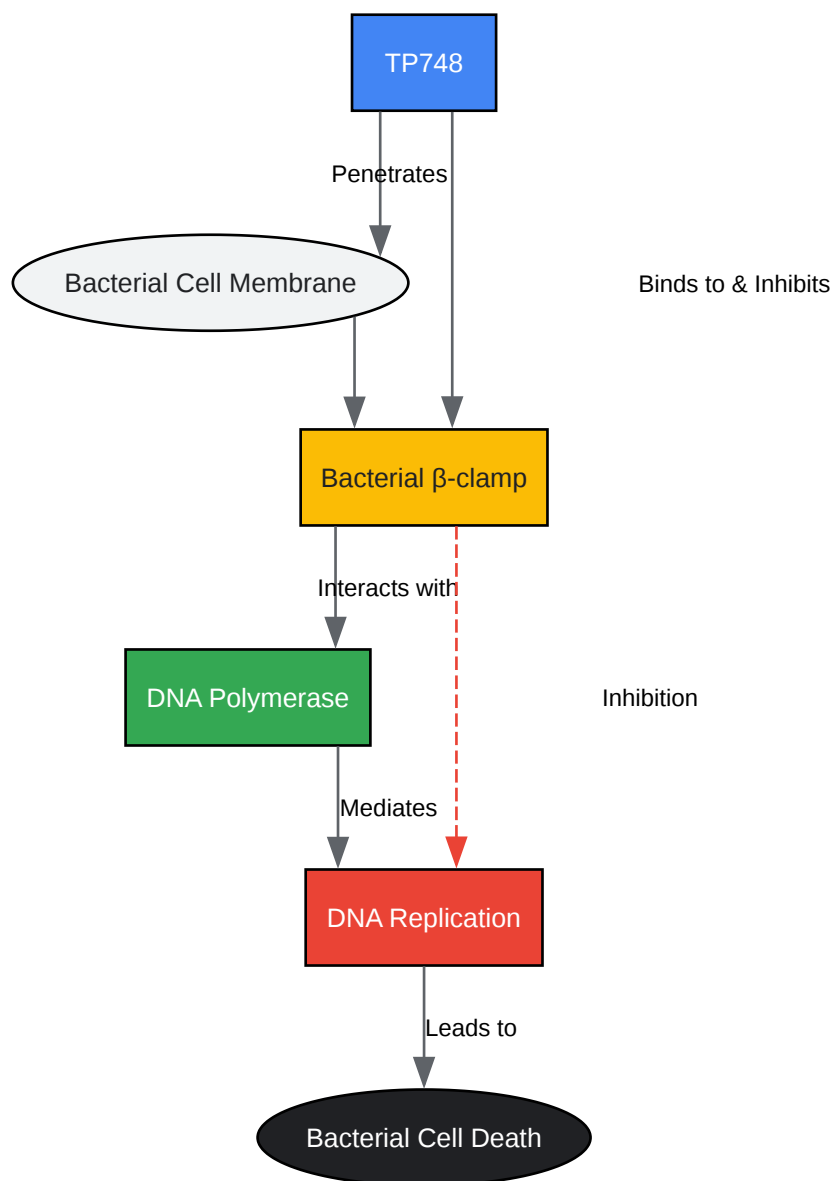 TP748
Penetrates
Bacterial Cell Membrane
Binds to & Inhibits
Bacterial β-clamp
Interacts with
DNA Polymerase
Inhibition
Mediates
DNA Replication
Leads to
Bacterial Cell Death